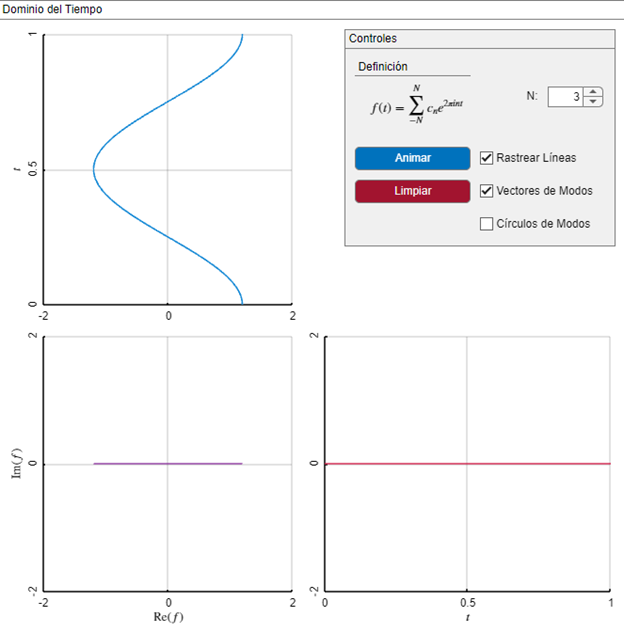 Dominio del Tiempo
1
t
0.5
0
-2 0 2
Controles
Definición
f(t) = \sum_{-N}^{N} c_n e^{2πint}
N: 3
Animar
Rastrear Líneas
Limpiar
Vectores de Modos
Círculos de Modos
2
Im(f)
0
-2
-2 0 2
Re(f)
2
0
-2
0 0.5 1
t